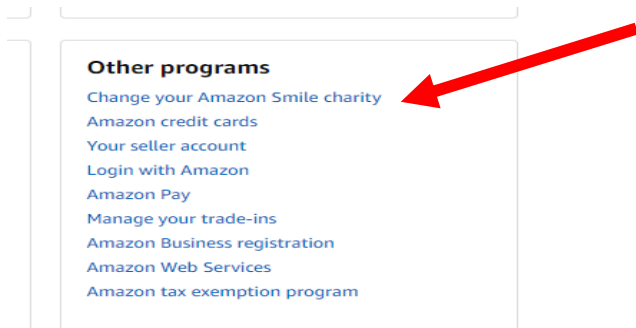 Other programs
Change your Amazon Smile charity
Amazon credit cards
Your seller account
Login with Amazon
Amazon Pay
Manage your trade-ins
Amazon Business registration
Amazon Web Services
Amazon tax exemption program